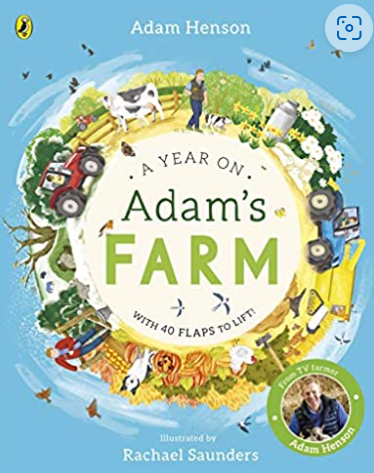 Adam Henson
· A YEAR ON ·
Adam's
FARM
WITH 40 FLAPS TO LIFT!
From TV farmer
Adam Henson
Illustrated by
Rachael Saunders